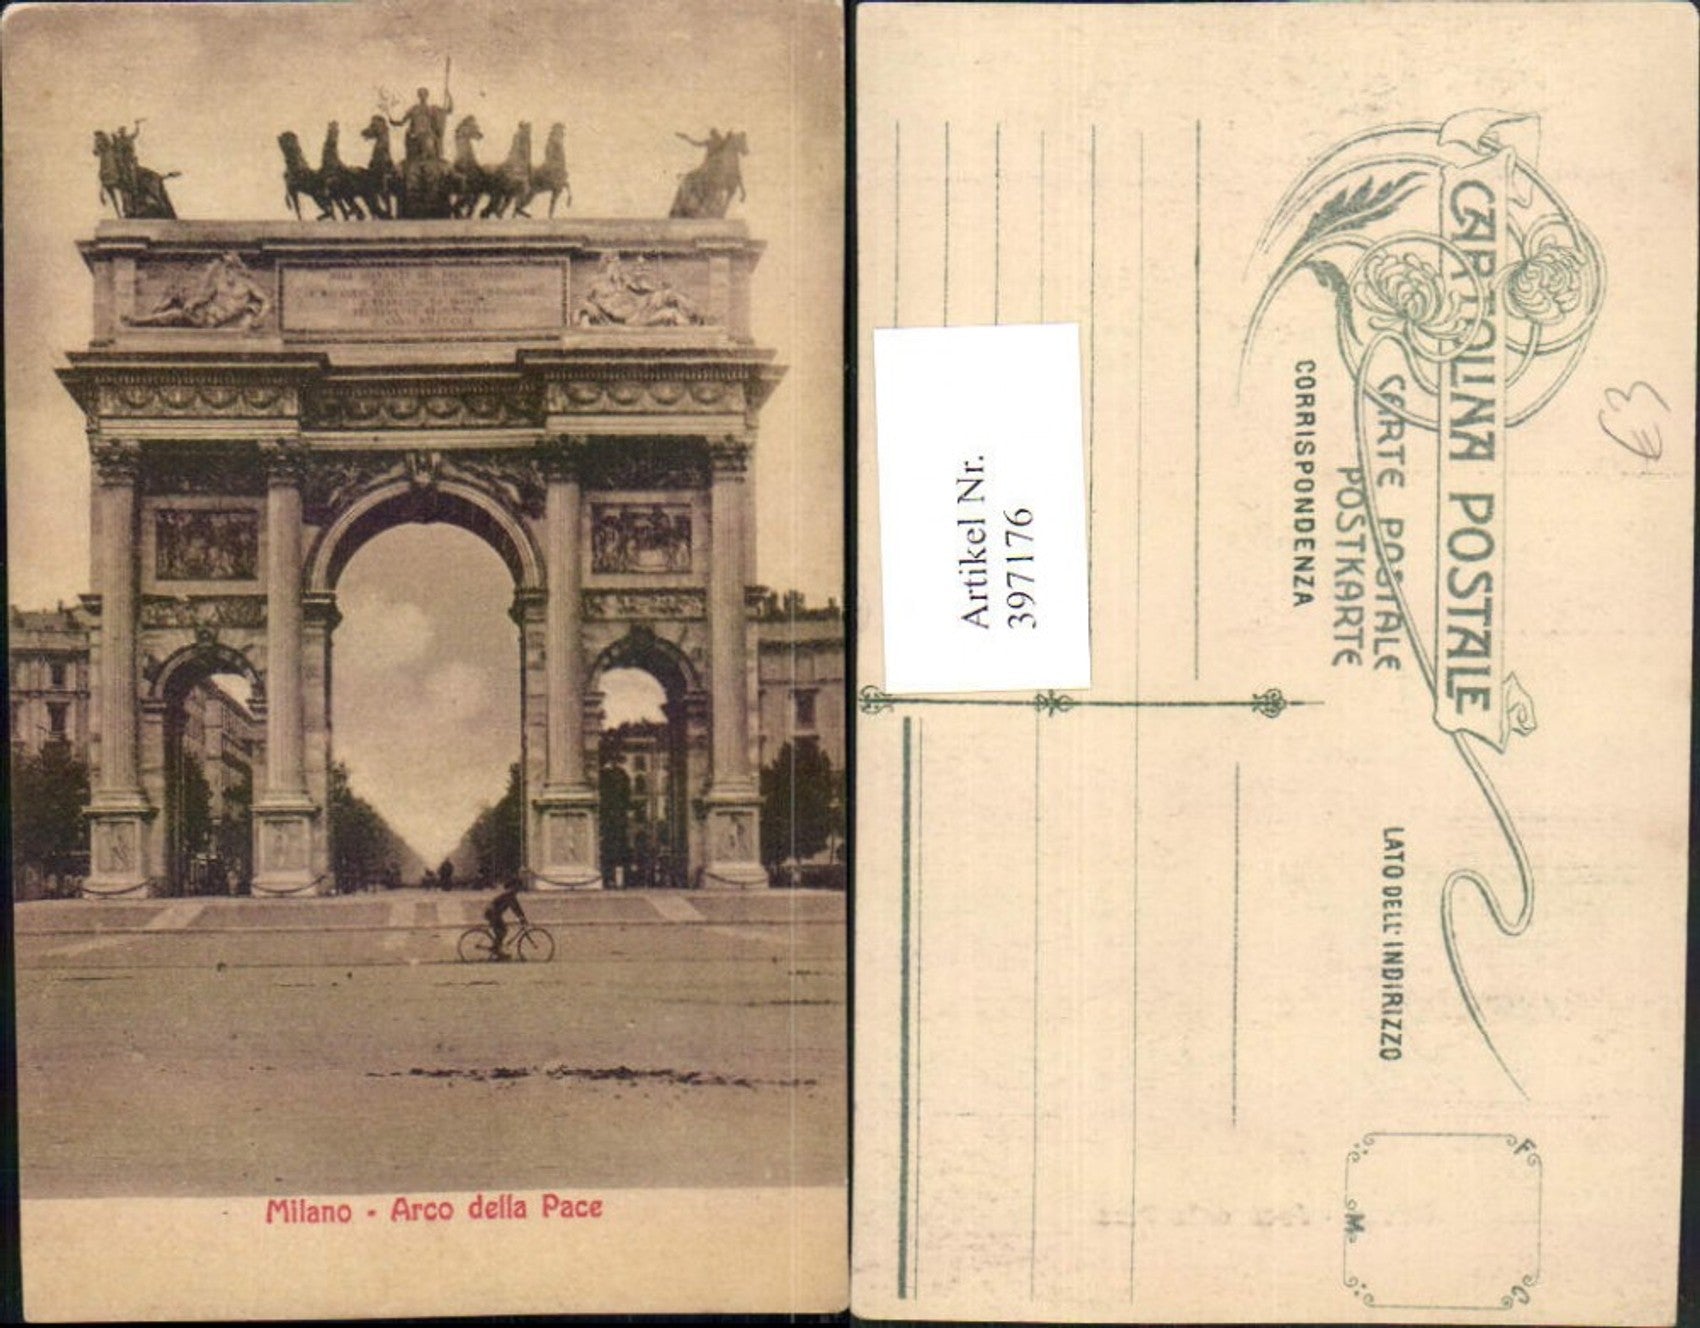 Milano - Arco della Pace
CARTOLINA POSTALE
CARTE POSTALE
POSTKARTE
CORRISPONDENZA
LATO DELL' INDIRIZZO
Artikel Nr.
397176
€3
F
M
C